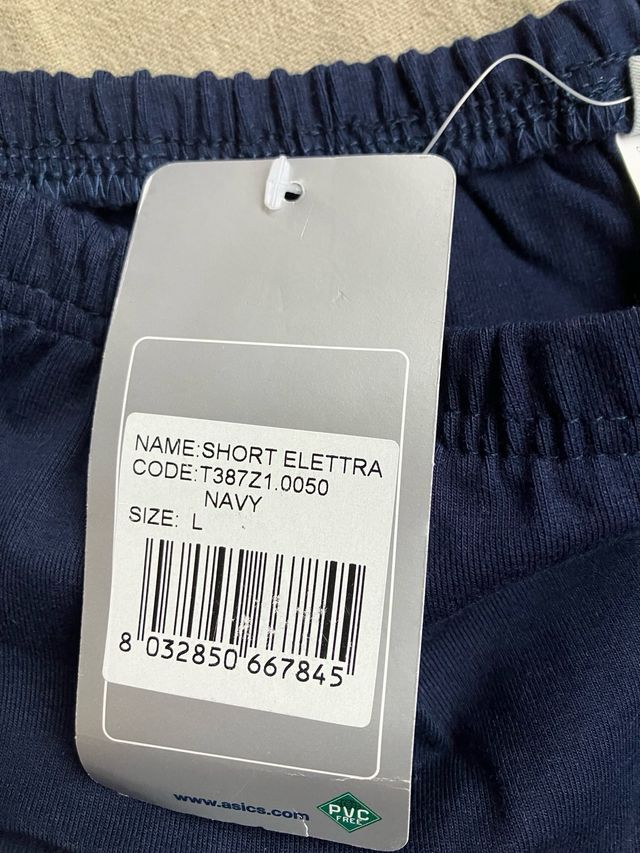 NAME:SHORT ELETTRA
CODE:T387Z1.0050
NAVY
SIZE: L
8 032850 667845
www.asics.com
PVC
FREE